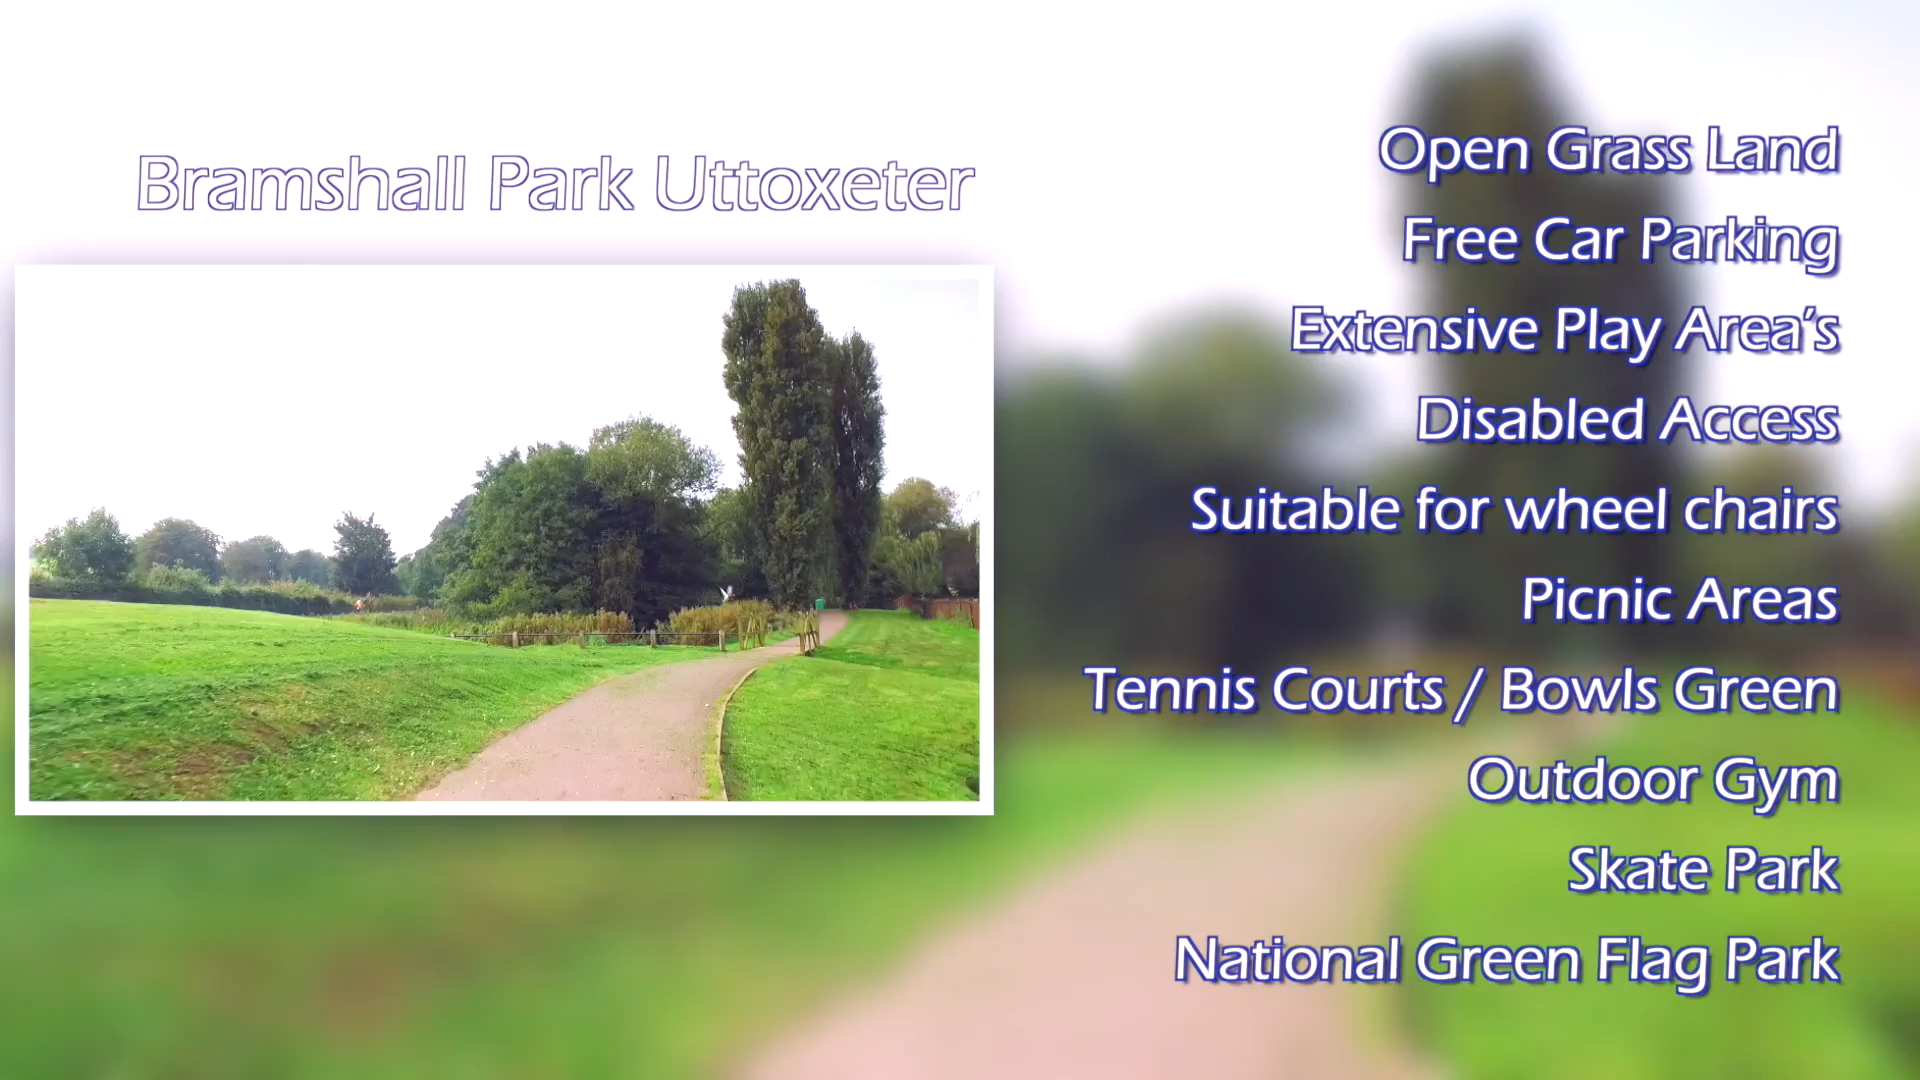 Bramshall Park Uttoxeter
Open Grass Land
Free Car Parking
Extensive Play Area's
Disabled Access
Suitable for wheel chairs
Picnic Areas
Tennis Courts / Bowls Green
Outdoor Gym
Skate Park
National Green Flag Park